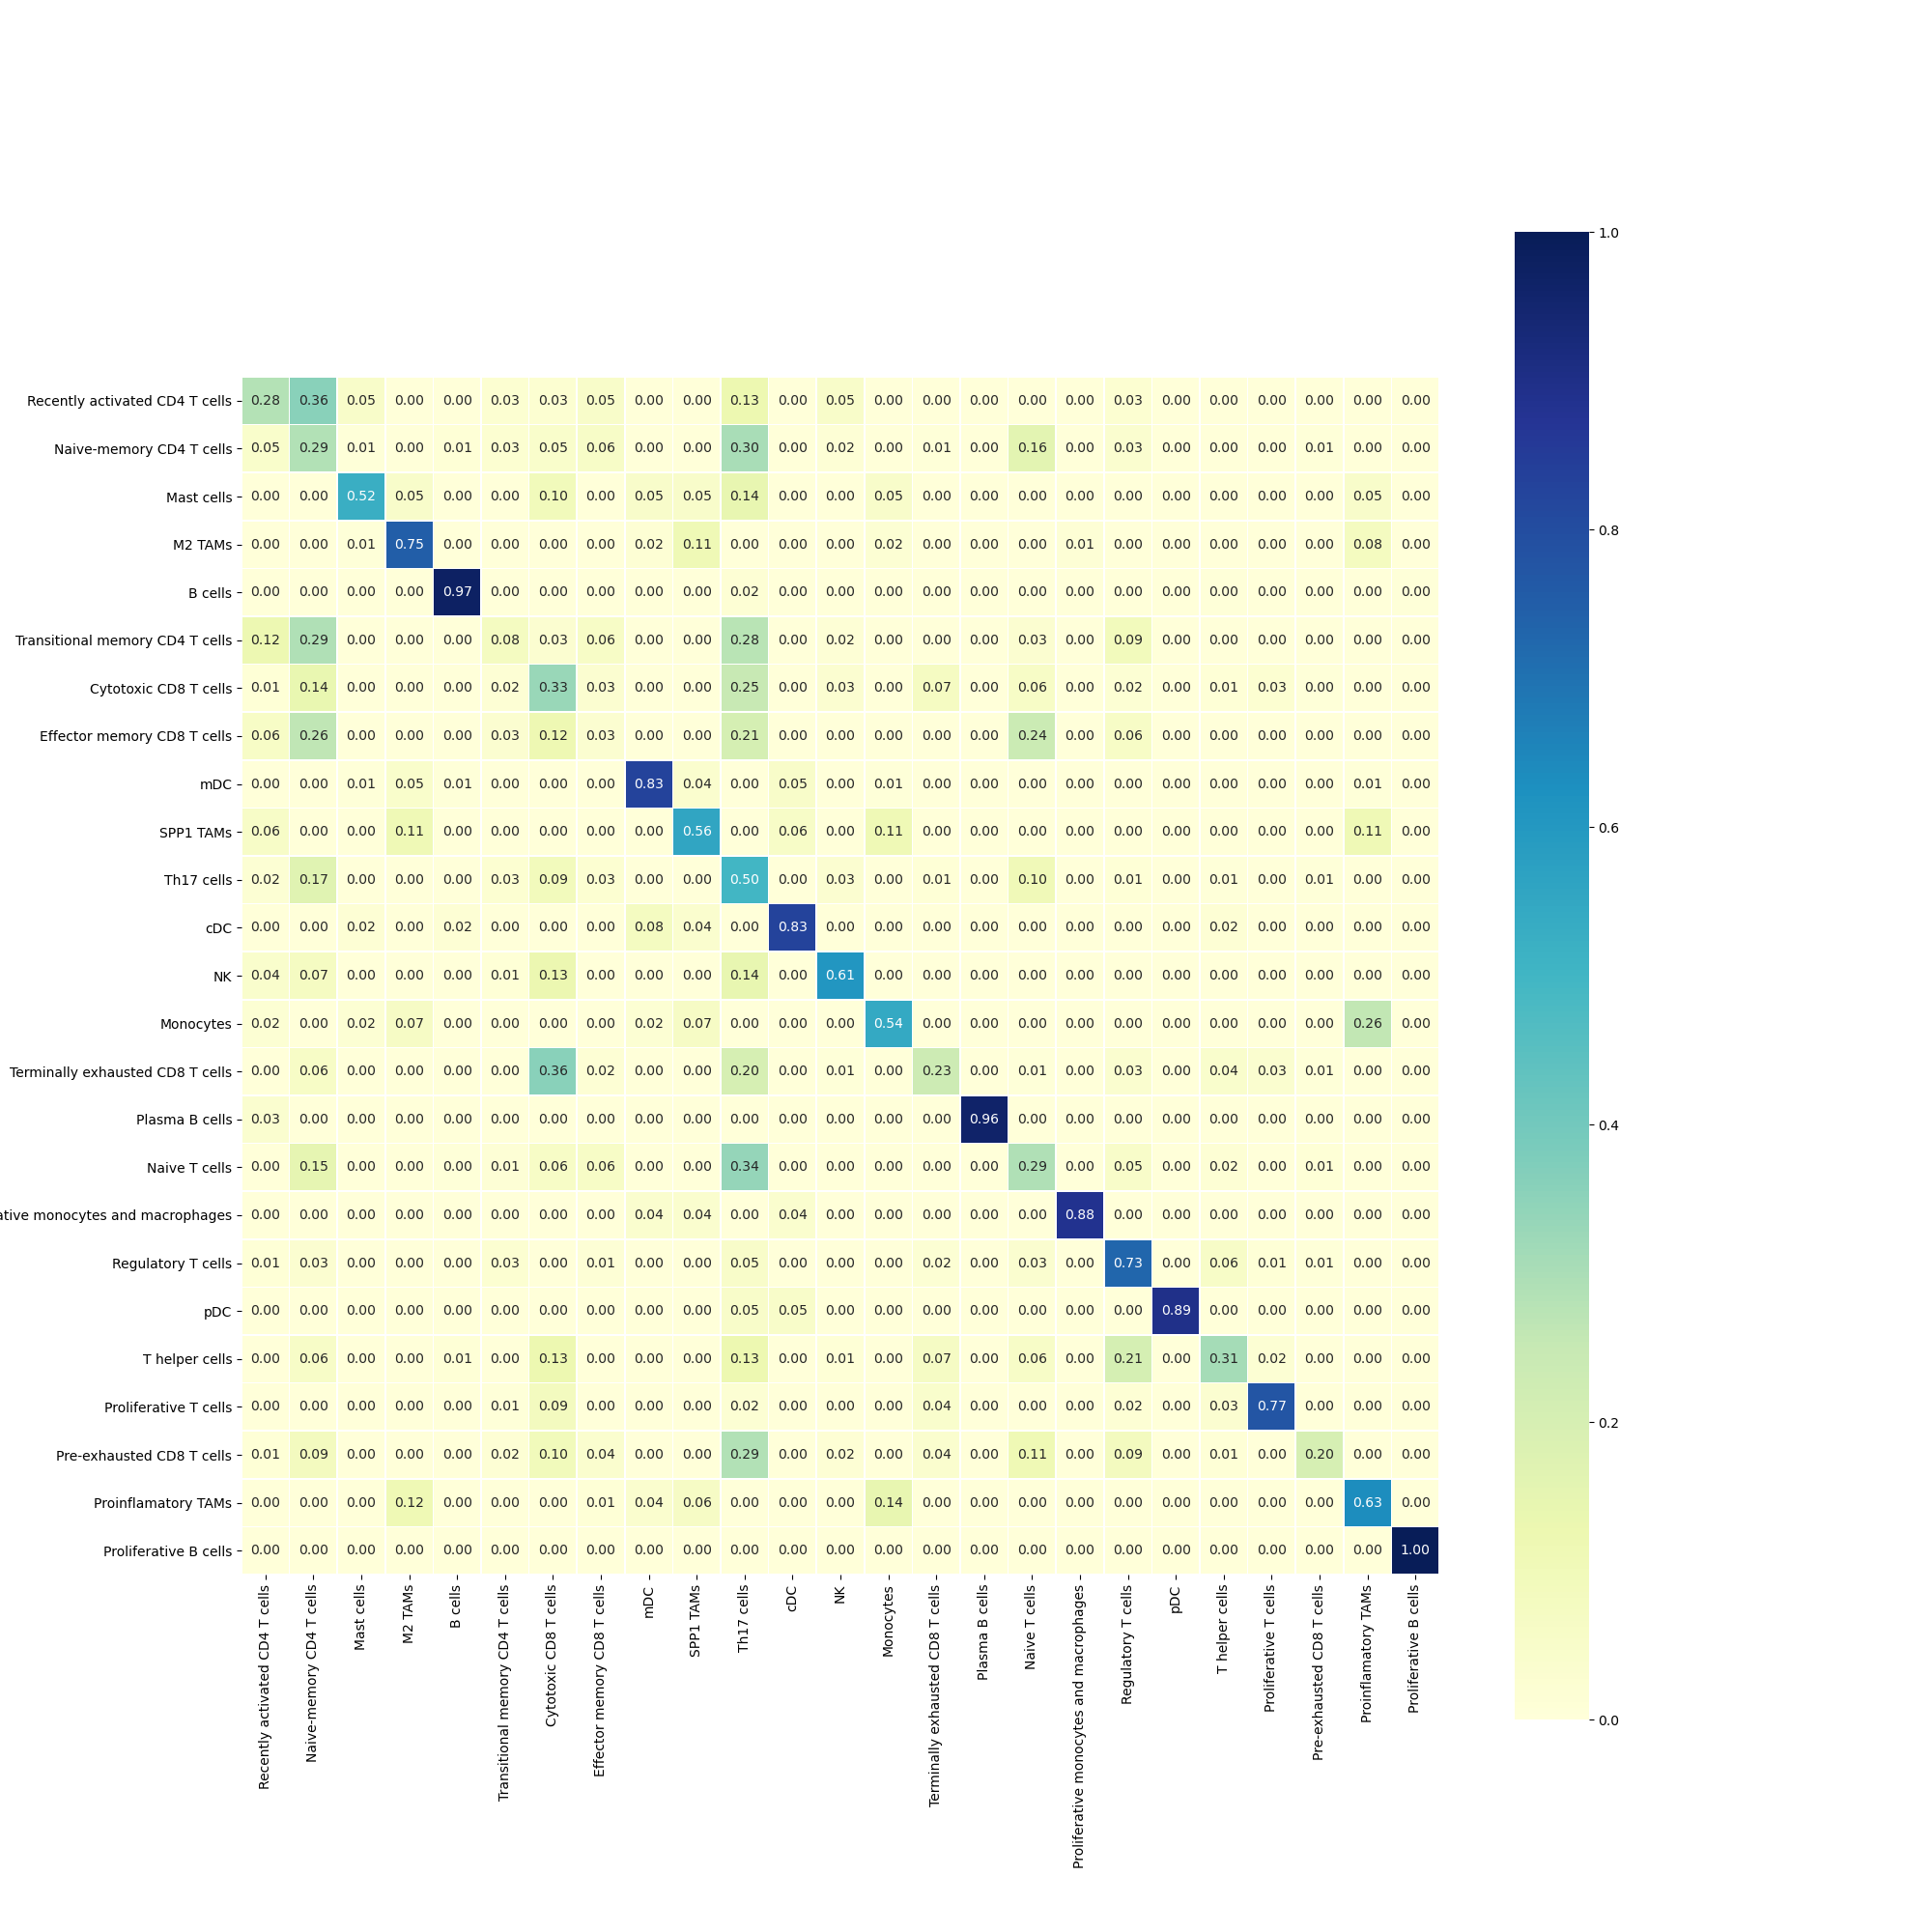 1.0
Recently activated CD4 T cells 0.28 0.36 0.05 0.00 0.00 0.03 0.03 0.05 0.00 0.00 0.13 0.00 0.05 0.00 0.00 0.00 0.00 0.00 0.03 0.00 0.00 0.00 0.00 0.00 0.00
Naive-memory CD4 T cells 0.05 0.29 0.01 0.00 0.01 0.03 0.05 0.06 0.00 0.00 0.30 0.00 0.02 0.00 0.01 0.00 0.16 0.00 0.03 0.00 0.00 0.00 0.01 0.00 0.00
Mast cells 0.00 0.00 0.52 0.05 0.00 0.00 0.10 0.00 0.05 0.05 0.14 0.00 0.00 0.05 0.00 0.00 0.00 0.00 0.00 0.00 0.00 0.00 0.00 0.05 0.00
0.8
M2 TAMs 0.00 0.00 0.01 0.75 0.00 0.00 0.00 0.00 0.02 0.11 0.00 0.00 0.00 0.02 0.00 0.00 0.00 0.01 0.00 0.00 0.00 0.00 0.00 0.08 0.00
B cells 0.00 0.00 0.00 0.00 0.97 0.00 0.00 0.00 0.00 0.00 0.02 0.00 0.00 0.00 0.00 0.00 0.00 0.00 0.00 0.00 0.00 0.00 0.00 0.00 0.00
Transitional memory CD4 T cells 0.12 0.29 0.00 0.00 0.00 0.08 0.03 0.06 0.00 0.00 0.28 0.00 0.02 0.00 0.00 0.00 0.03 0.00 0.09 0.00 0.00 0.00 0.00 0.00 0.00
Cytotoxic CD8 T cells 0.01 0.14 0.00 0.00 0.00 0.02 0.33 0.03 0.00 0.00 0.25 0.00 0.03 0.00 0.07 0.00 0.06 0.00 0.02 0.00 0.01 0.03 0.00 0.00 0.00
Effector memory CD8 T cells 0.06 0.26 0.00 0.00 0.00 0.03 0.12 0.03 0.00 0.00 0.21 0.00 0.00 0.00 0.00 0.00 0.24 0.00 0.06 0.00 0.00 0.00 0.00 0.00 0.00
mDC 0.00 0.00 0.01 0.05 0.01 0.00 0.00 0.00 0.83 0.04 0.00 0.05 0.00 0.01 0.00 0.00 0.00 0.00 0.00 0.00 0.00 0.00 0.00 0.01 0.00
0.6
SPP1 TAMs 0.06 0.00 0.00 0.11 0.00 0.00 0.00 0.00 0.00 0.56 0.00 0.06 0.00 0.11 0.00 0.00 0.00 0.00 0.00 0.00 0.00 0.00 0.00 0.11 0.00
Th17 cells 0.02 0.17 0.00 0.00 0.00 0.03 0.09 0.03 0.00 0.00 0.50 0.00 0.03 0.00 0.01 0.00 0.10 0.00 0.01 0.00 0.01 0.00 0.01 0.00 0.00
cDC 0.00 0.00 0.02 0.00 0.02 0.00 0.00 0.00 0.08 0.04 0.00 0.83 0.00 0.00 0.00 0.00 0.00 0.00 0.00 0.00 0.02 0.00 0.00 0.00 0.00
NK 0.04 0.07 0.00 0.00 0.00 0.01 0.13 0.00 0.00 0.00 0.14 0.00 0.61 0.00 0.00 0.00 0.00 0.00 0.00 0.00 0.00 0.00 0.00 0.00 0.00
Monocytes 0.02 0.00 0.02 0.07 0.00 0.00 0.00 0.00 0.02 0.07 0.00 0.00 0.00 0.54 0.00 0.00 0.00 0.00 0.00 0.00 0.00 0.00 0.00 0.26 0.00
Terminally exhausted CD8 T cells 0.00 0.06 0.00 0.00 0.00 0.00 0.36 0.02 0.00 0.00 0.20 0.00 0.01 0.00 0.23 0.00 0.01 0.00 0.03 0.00 0.04 0.03 0.01 0.00 0.00
Plasma B cells 0.03 0.00 0.00 0.00 0.00 0.00 0.00 0.00 0.00 0.00 0.00 0.00 0.00 0.00 0.00 0.96 0.00 0.00 0.00 0.00 0.00 0.00 0.00 0.00 0.00
0.4
Naive T cells 0.00 0.15 0.00 0.00 0.00 0.01 0.06 0.06 0.00 0.00 0.34 0.00 0.00 0.00 0.00 0.00 0.29 0.00 0.05 0.00 0.02 0.00 0.01 0.00 0.00
ative monocytes and macrophages 0.00 0.00 0.00 0.00 0.00 0.00 0.00 0.00 0.04 0.04 0.00 0.04 0.00 0.00 0.00 0.00 0.00 0.88 0.00 0.00 0.00 0.00 0.00 0.00 0.00
Regulatory T cells 0.01 0.03 0.00 0.00 0.00 0.03 0.00 0.01 0.00 0.00 0.05 0.00 0.00 0.00 0.02 0.00 0.03 0.00 0.73 0.00 0.06 0.01 0.01 0.00 0.00
pDC 0.00 0.00 0.00 0.00 0.00 0.00 0.00 0.00 0.00 0.00 0.05 0.05 0.00 0.00 0.00 0.00 0.00 0.00 0.00 0.89 0.00 0.00 0.00 0.00 0.00
T helper cells 0.00 0.06 0.00 0.00 0.01 0.00 0.13 0.00 0.00 0.00 0.13 0.00 0.01 0.00 0.07 0.00 0.06 0.00 0.21 0.00 0.31 0.02 0.00 0.00 0.00
Proliferative T cells 0.00 0.00 0.00 0.00 0.00 0.01 0.09 0.00 0.00 0.00 0.02 0.00 0.00 0.00 0.04 0.00 0.00 0.00 0.02 0.00 0.03 0.77 0.00 0.00 0.00
0.2
Pre-exhausted CD8 T cells 0.01 0.09 0.00 0.00 0.00 0.02 0.10 0.04 0.00 0.00 0.29 0.00 0.02 0.00 0.04 0.00 0.11 0.00 0.09 0.00 0.01 0.00 0.20 0.00 0.00
Proinflamatory TAMs 0.00 0.00 0.00 0.12 0.00 0.00 0.00 0.01 0.04 0.06 0.00 0.00 0.00 0.14 0.00 0.00 0.00 0.00 0.00 0.00 0.00 0.00 0.00 0.63 0.00
Proliferative B cells 0.00 0.00 0.00 0.00 0.00 0.00 0.00 0.00 0.00 0.00 0.00 0.00 0.00 0.00 0.00 0.00 0.00 0.00 0.00 0.00 0.00 0.00 0.00 0.00 1.00
0.0
Recently activated CD4 T cells
Naive-memory CD4 T cells
Mast cells
M2 TAMs
B cells
Transitional memory CD4 T cells
Cytotoxic CD8 T cells
Effector memory CD8 T cells
mDC
SPP1 TAMs
Th17 cells
cDC
NK
Monocytes
Terminally exhausted CD8 T cells
Plasma B cells
Naive T cells
Proliferative monocytes and macrophages
Regulatory T cells
pDC
T helper cells
Proliferative T cells
Pre-exhausted CD8 T cells
Proinflamatory TAMs
Proliferative B cells